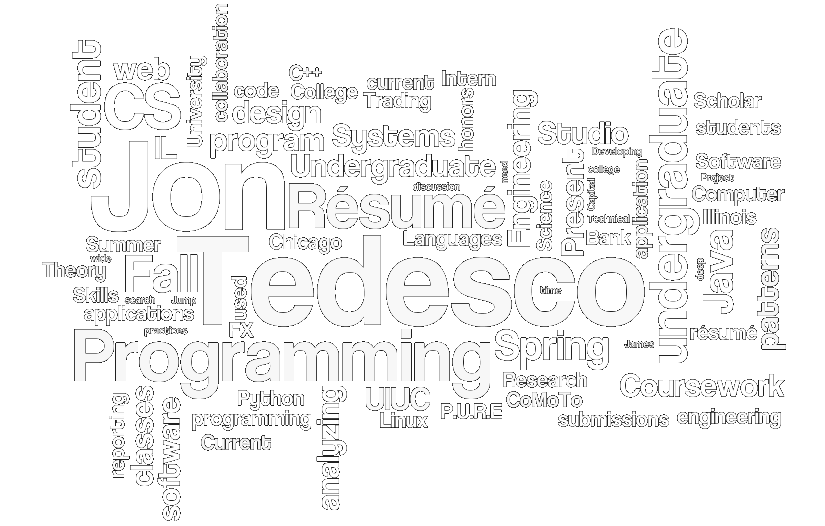 collaboration
university
student
web
CS
C++
code
College
current
Intern
Trading
design
honors
program
Systems
IL
Undergraduate
Engineering
Studio
Developing
college
undergraduate
Scholar
students
Software
Project
Computer
Illinois
Jon
Résumé
discussion
Science
Present
Capital
Technical
application
Bank
Languages
Chicago
Summer
wide
Theory
Fall
Tedesco
time
Java
deep
patterns
Skills
search
Jump
used
FX
applications
practices
Programming
Spring
James
résumé
Research
CoMoTo
Coursework
reporting
classes
software
Python
programming
Current
analyzing
UIUC
Linux
P.U.R.E
submissions
engineering